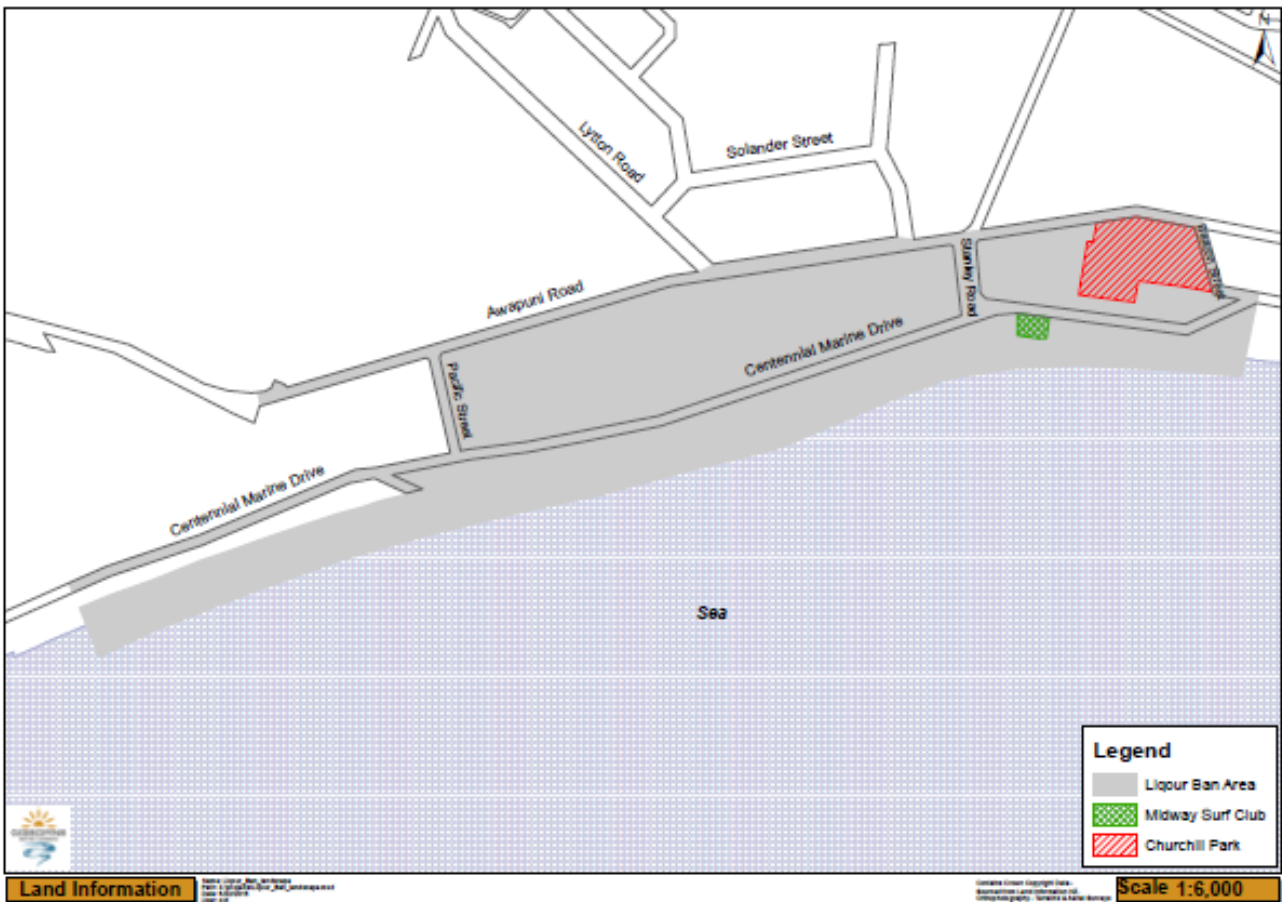 N
Lytton Road
Solander Street
Stanley Road
Awapuni Road
Centennial Marine Drive
Pacific Street
Centennial Marine Drive
Sea
Legend
Liqour Ban Area
Midway Surf Club
Churchill Park
Land Information
Scale 1:6,000